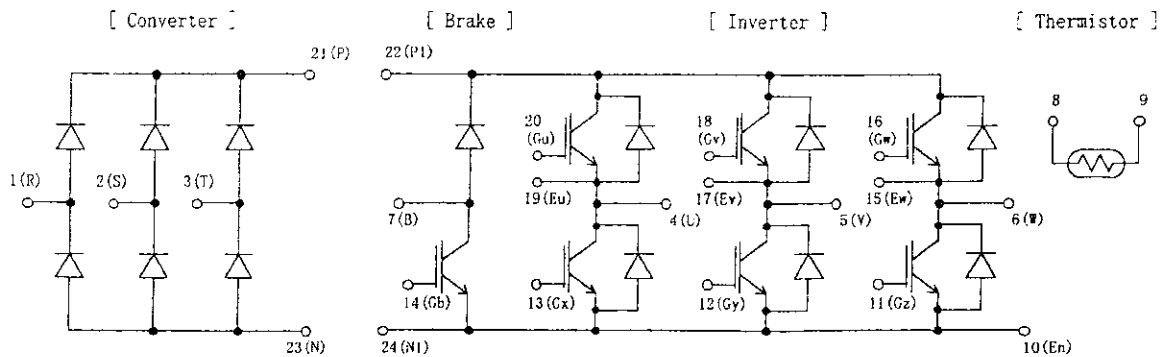 [ Converter ]
[ Brake ]
[ Inverter ]
[ Thermistor ]
21(P)
22(P1)
8
9
20
(Gu)
18
(Gv)
16
(Gw)
1(R)
2(S)
3(T)
7(B)
19(Eu)
4(U)
17(Ev)
5(V)
15(Ew)
6(W)
14(Gb)
13(Gx)
12(Gy)
11(Gz)
23(N)
24(N1)
10(En)